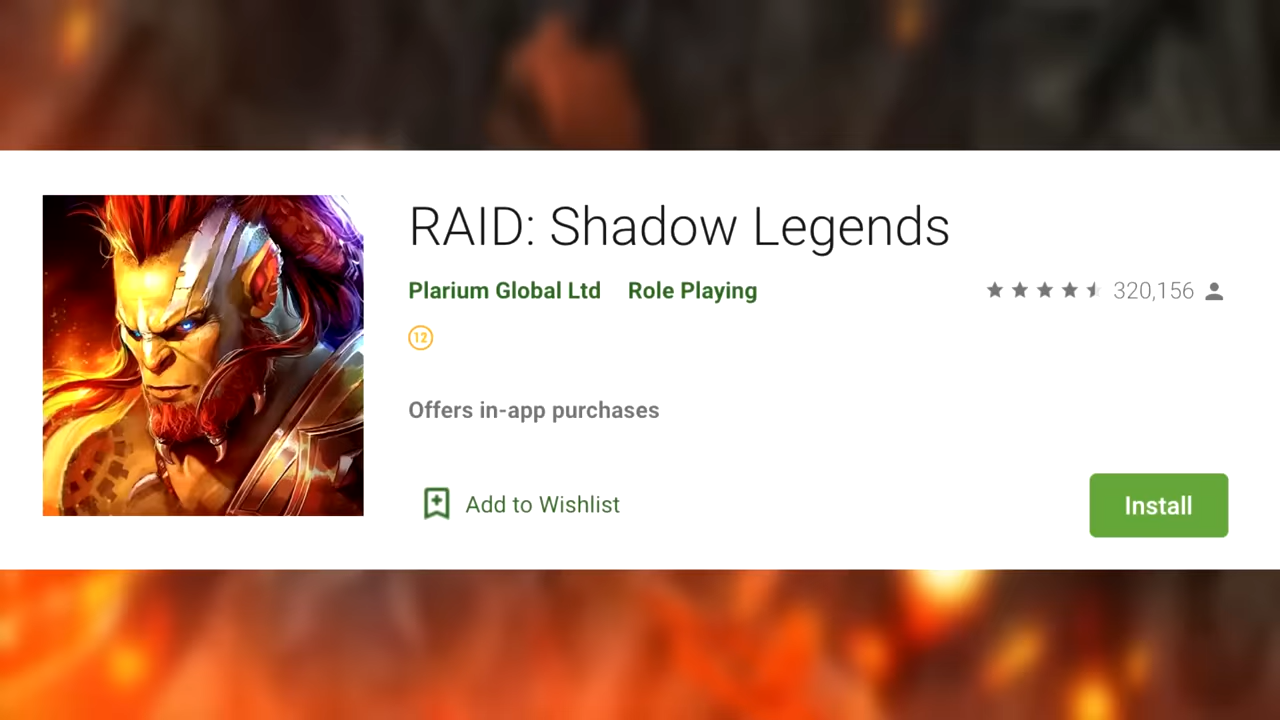 RAID: Shadow Legends
Plarium Global Ltd Role Playing 320,156
12
Offers in-app purchases
Add to Wishlist Install